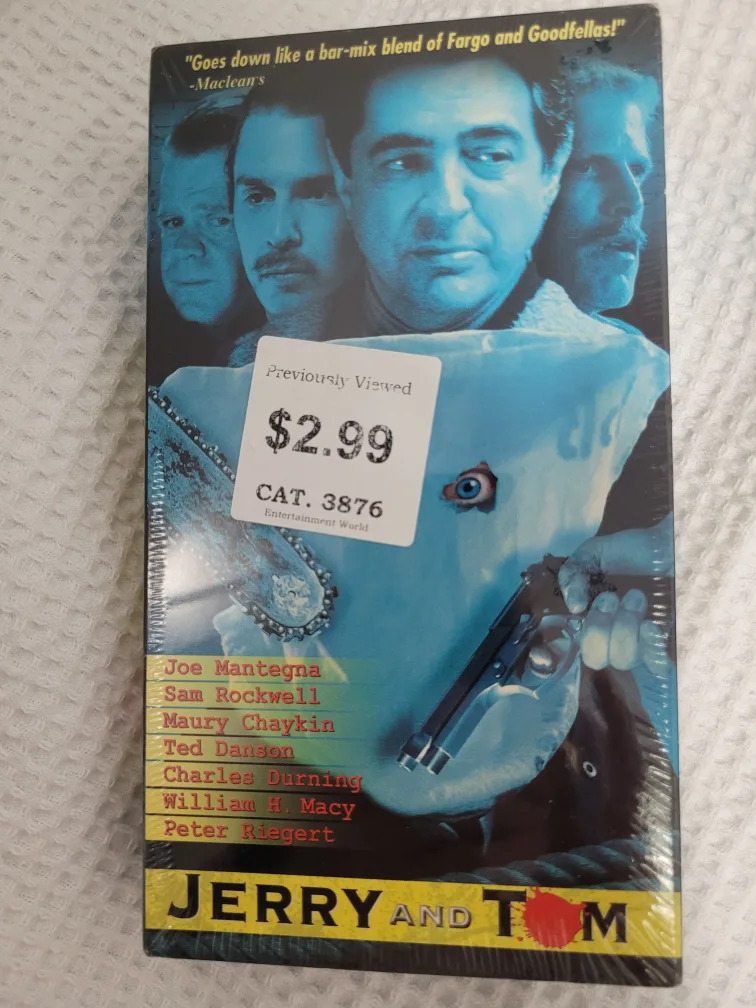 "Goes down like a bar-mix blend of Fargo and Goodfellas!"
-Maclean's
Previously Viewed
$2.99
CAT. 3876
Entertainment World
Joe Mantegna
Sam Rockwell
Maury Chaykin
Ted Danson
Charles Durning
William H. Macy
Peter Riegert
JERRY AND TOM